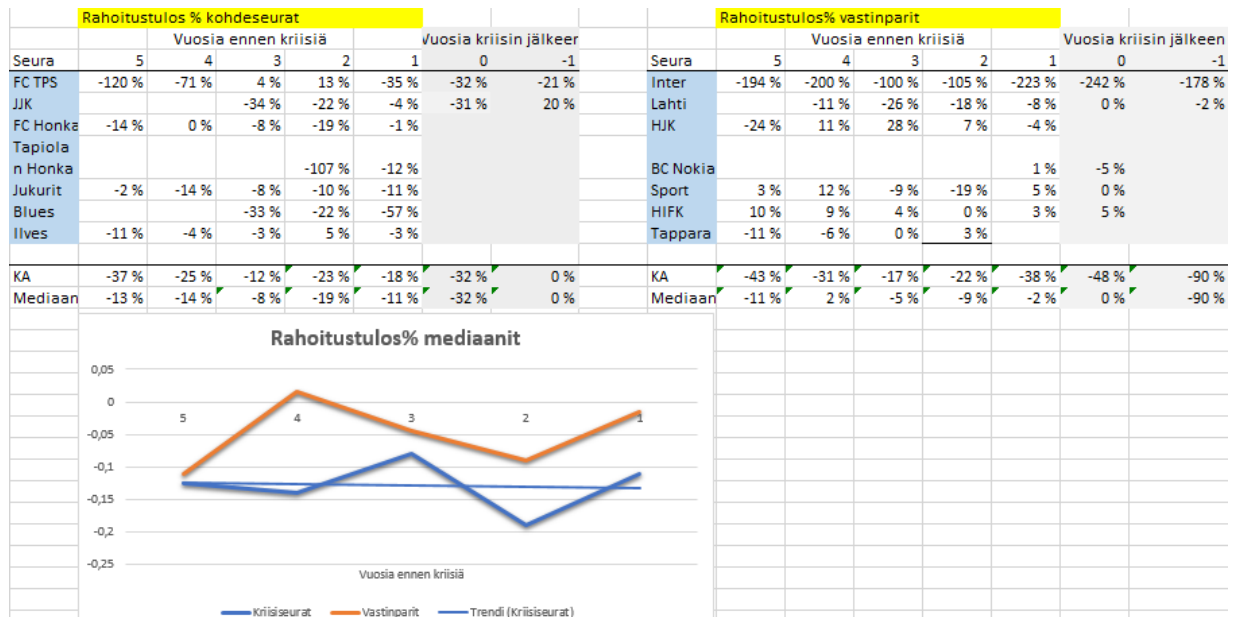 Rahoitustulos % kohdeseurat Rahoitustulos% vastinparit
Vuosia ennen kriisiä Vuosia kriisin jälkeen Vuosia ennen kriisiä Vuosia kriisin jälkeen
Seura 5 4 3 2 1 0 -1 Seura 5 4 3 2 1 0 -1
FC TPS -120 % -71 % 4 % 13 % -35 % -32 % -21 % Inter -194 % -200 % -100 % -105 % -223 % -242 % -178 %
JJK -34 % -22 % -4 % -31 % 20 % Lahti -11 % -26 % -18 % -8 % 0 % -2 %
FC Honka -14 % 0 % -8 % -19 % -1 % HJK -24 % 11 % 28 % 7 % -4 %
Tapiola
n Honka -107 % -12 % BC Nokia 1 % -5 %
Jukurit -2 % -14 % -8 % -10 % -11 % Sport 3 % 12 % -9 % -19 % 5 % 0 %
Blues -33 % -22 % -57 % HIFK 10 % 9 % 4 % 0 % 3 % 5 %
Ilves -11 % -4 % -3 % 5 % -3 % Tappara -11 % -6 % 0 % 3 %
KA -37 % -25 % -12 % -23 % -18 % -32 % 0 % KA -43 % -31 % -17 % -22 % -38 % -48 % -90 %
Mediaan -13 % -14 % -8 % -19 % -11 % -32 % 0 % Mediaan -11 % 2 % -5 % -9 % -2 % 0 % -90 %
Rahoitustulos% mediaanit
0,05
0
5 4 3 2 1
-0,05
-0,1
-0,15
-0,2
-0,25
Vuosia ennen kriisiä
Kriisiseurat Vastinparit Trendi (Kriisiseurat)